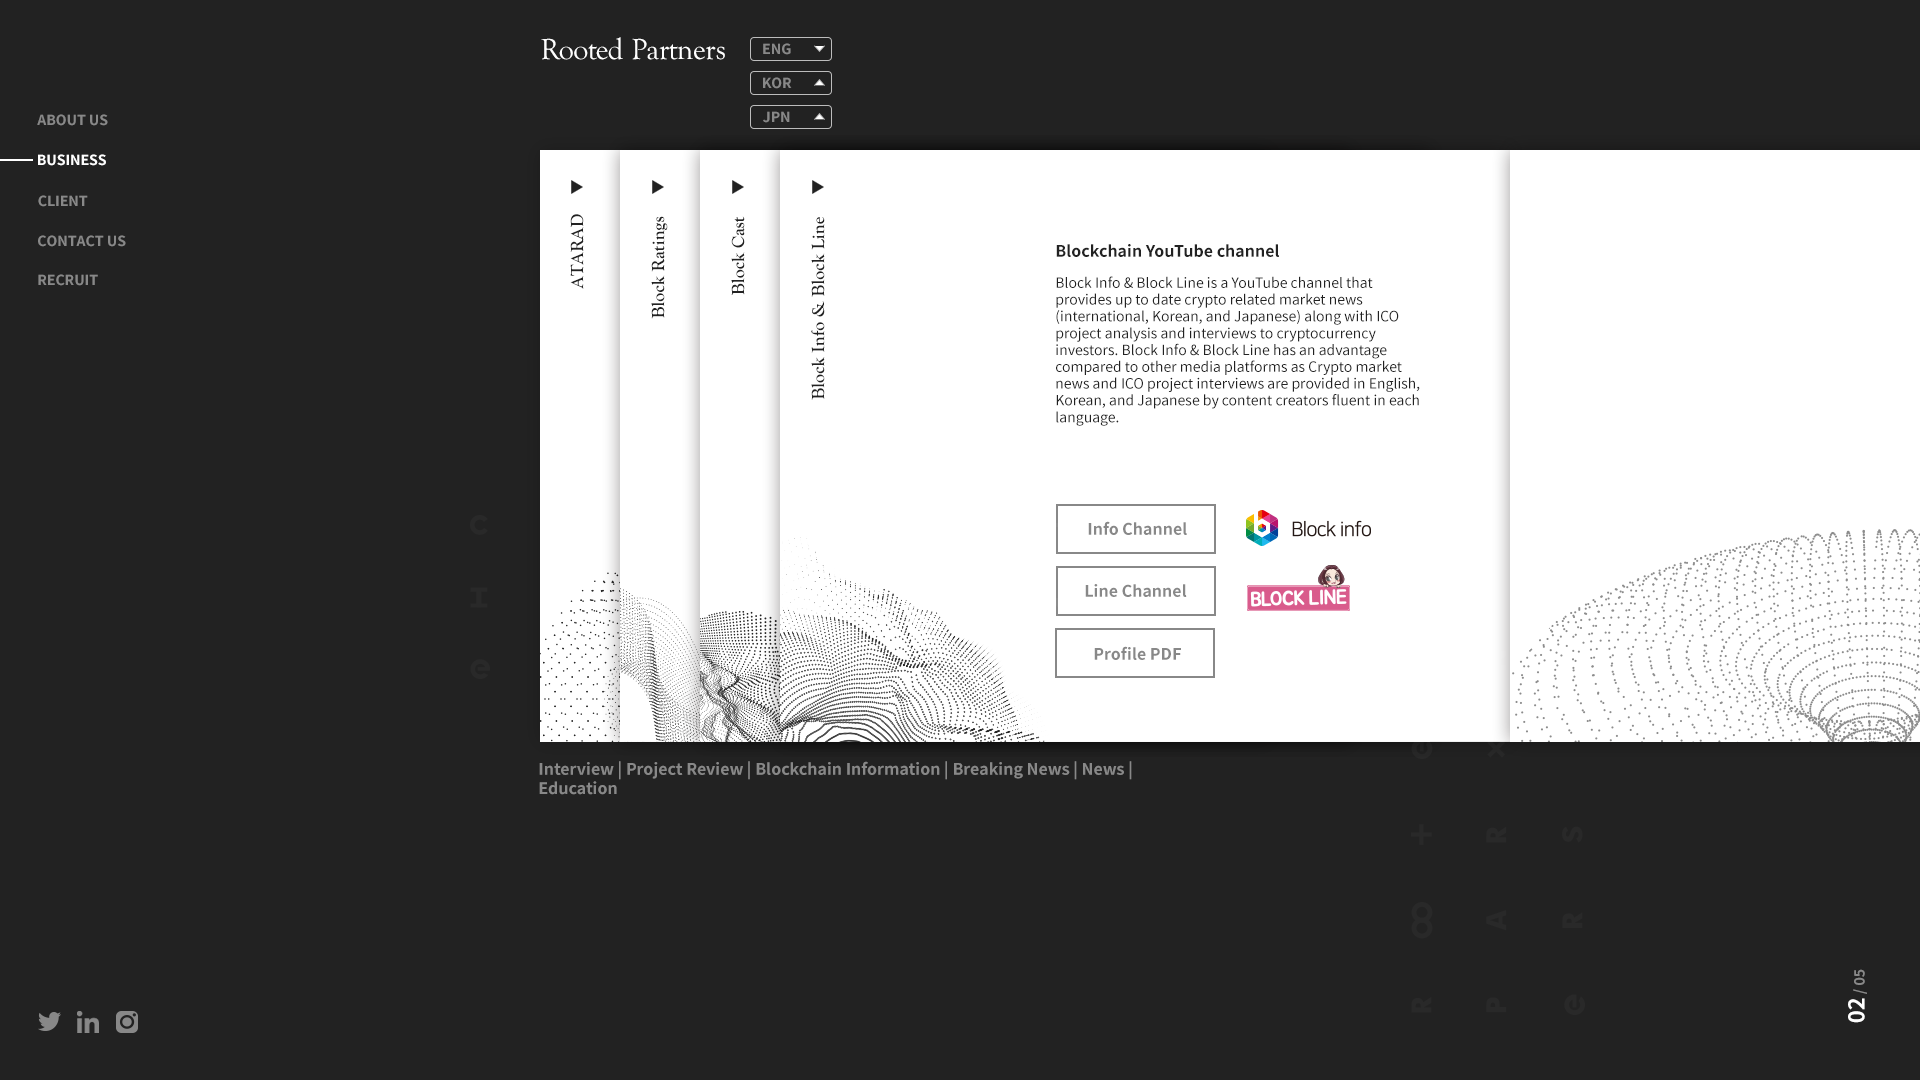 Rooted Partners
ENG
KOR
JPN
ABOUT US
BUSINESS
CLIENT
CONTACT US
RECRUIT
ATARAD
Block Ratings
Block Cast
Block Info & Block Line
Blockchain YouTube channel
Block Info & Block Line is a YouTube channel that
provides up to date crypto related market news
(international, Korean, and Japanese) along with ICO
project analysis and interviews to cryptocurrency
investors. Block Info & Block Line has an advantage
compared to other media platforms as Crypto market
news and ICO project interviews are provided in English,
Korean, and Japanese by content creators fluent in each
language.
Info Channel
Block info
Line Channel
BLOCK LINE
Profile PDF
Interview | Project Review | Blockchain Information | Breaking News | News |
Education
02 / 05